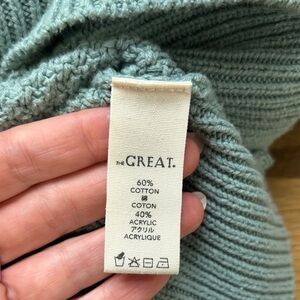 THE GREAT.
60%
COTTON
綿
COTON
40%
ACRYLIC
アクリル
ACRYLIQUE